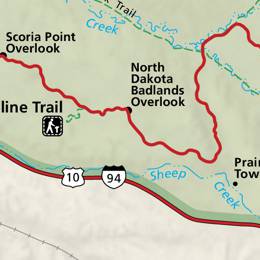 Trail
Creek
Scoria Point
Overlook
North
Dakota
Badlands
Overlook
line Trail
10
94
Sheep
Creek
Prair
Tow